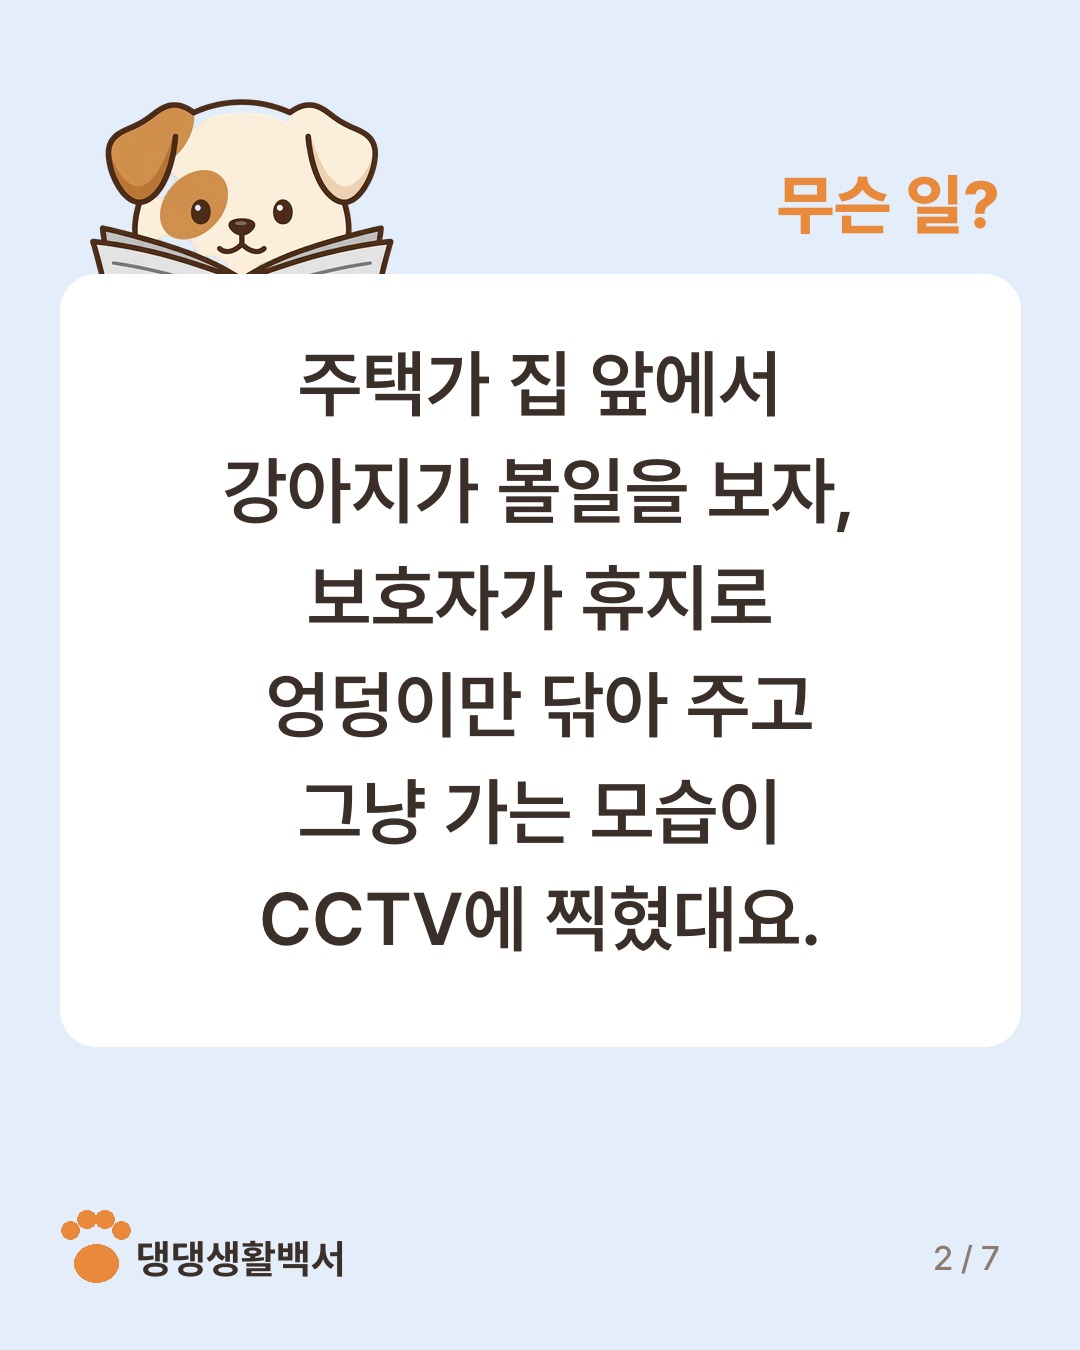 무슨 일?
주택가 집 앞에서
강아지가 볼일을 보자,
보호자가 휴지로
엉덩이만 닦아 주고
그냥 가는 모습이
CCTV에 찍혔대요.
댕댕생활백서
2 / 7